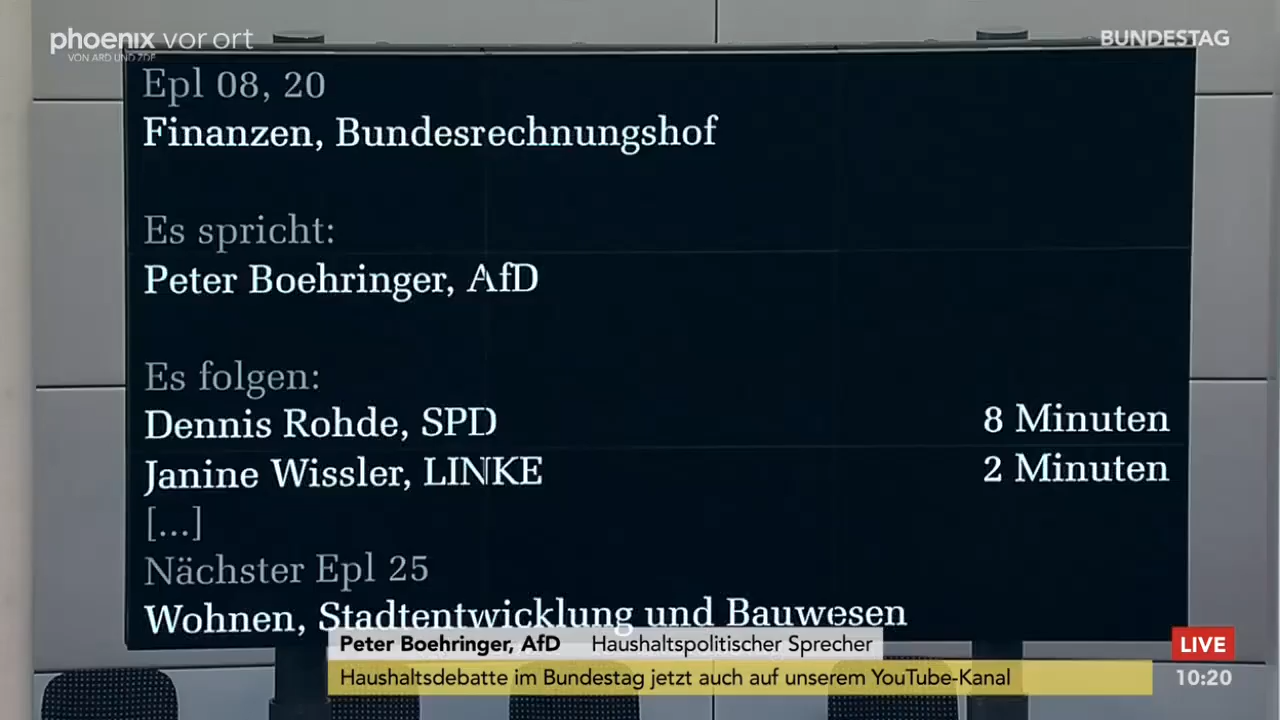 phoenix vor ort
VON ARD UND ZDF
BUNDESTAG
Epl 08, 20
Finanzen, Bundesrechnungshof
Es spricht:
Peter Boehringer, AfD
Es folgen:
Dennis Rohde, SPD 8 Minuten
Janine Wissler, LINKE 2 Minuten
[...]
Nächster Epl 25
Wohnen, Stadtentwicklung und Bauwesen
Peter Boehringer, AfD Haushaltspolitischer Sprecher
LIVE
Haushaltsdebatte im Bundestag jetzt auch auf unserem YouTube-Kanal
10:20